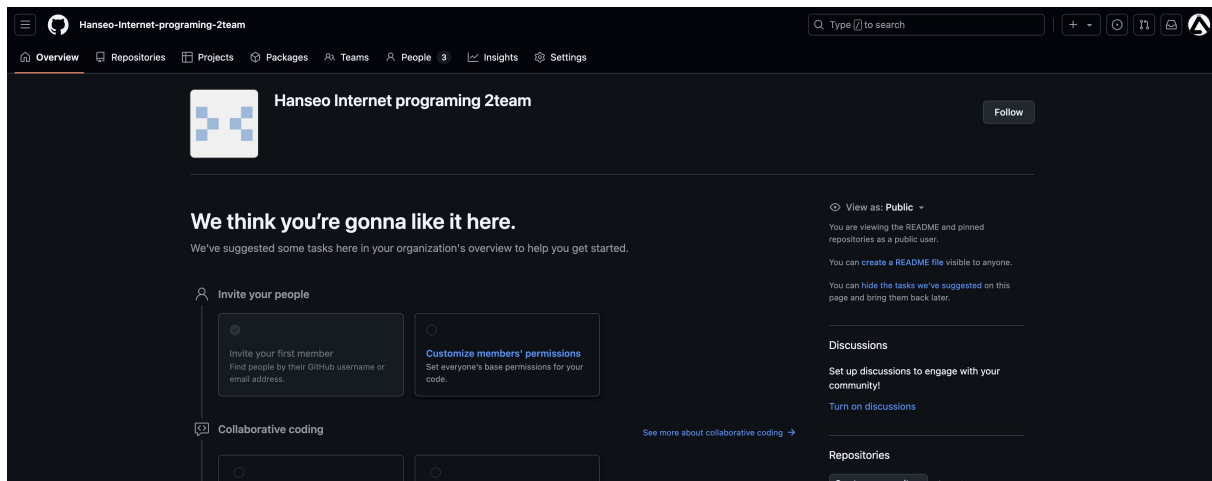 Hanseo-Internet-programing-2team
Type / to search
Overview
Repositories
Projects
Packages
Teams
People 3
Insights
Settings
Hanseo Internet programing 2team
Follow
We think you're gonna like it here.
We've suggested some tasks here in your organization's overview to help you get started.
Invite your people
Invite your first member
Find people by their GitHub username or
email address.
Customize members' permissions
Set everyone's base permissions for your
code.
Collaborative coding
See more about collaborative coding →
View as: Public
You are viewing the README and pinned
repositories as a public user.
You can create a README file visible to anyone.
You can hide the tasks we've suggested on this
page and bring them back later.
Discussions
Set up discussions to engage with your
community!
Turn on discussions
Repositories